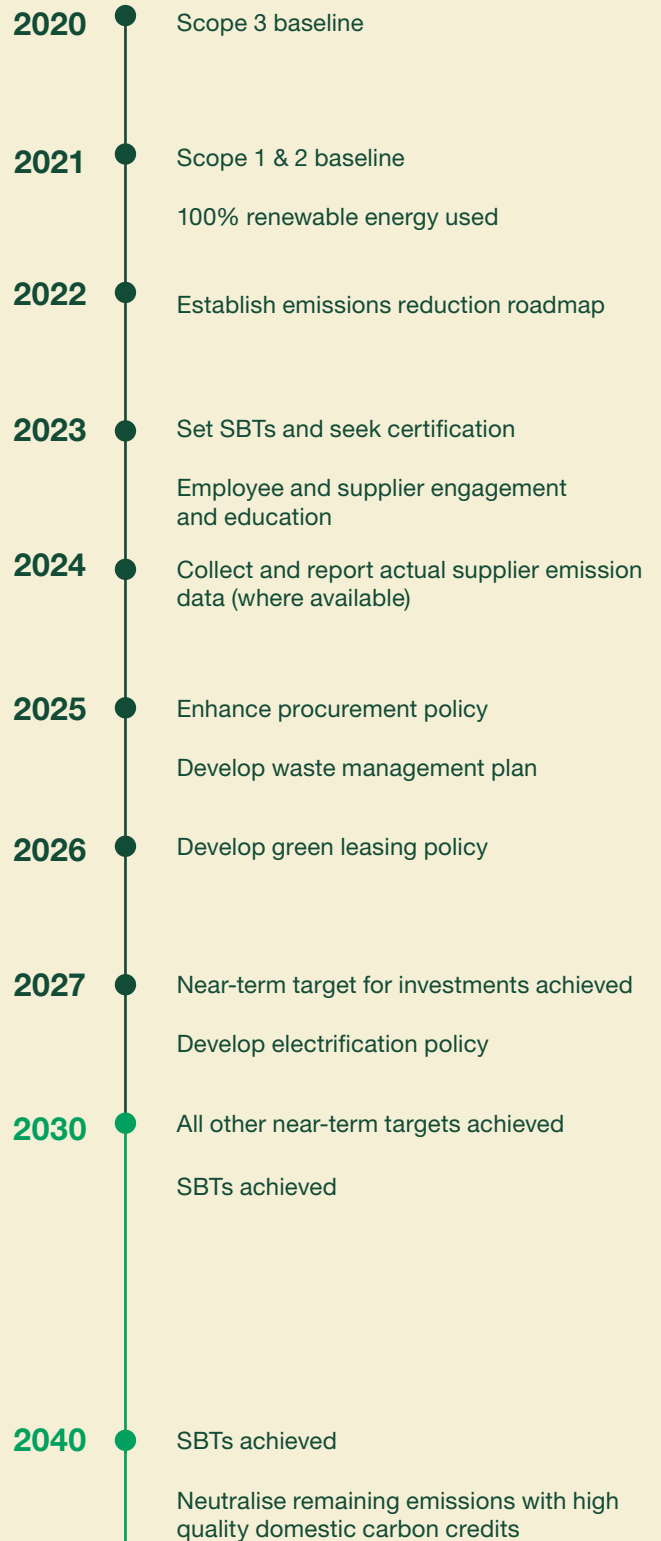 2020
Scope 3 baseline
2021
Scope 1 & 2 baseline
100% renewable energy used
2022
Establish emissions reduction roadmap
2023
Set SBTs and seek certification
Employee and supplier engagement
and education
2024
Collect and report actual supplier emission
data (where available)
2025
Enhance procurement policy
Develop waste management plan
2026
Develop green leasing policy
2027
Near-term target for investments achieved
Develop electrification policy
2030
All other near-term targets achieved
SBTs achieved
2040
SBTs achieved
Neutralise remaining emissions with high
quality domestic carbon credits